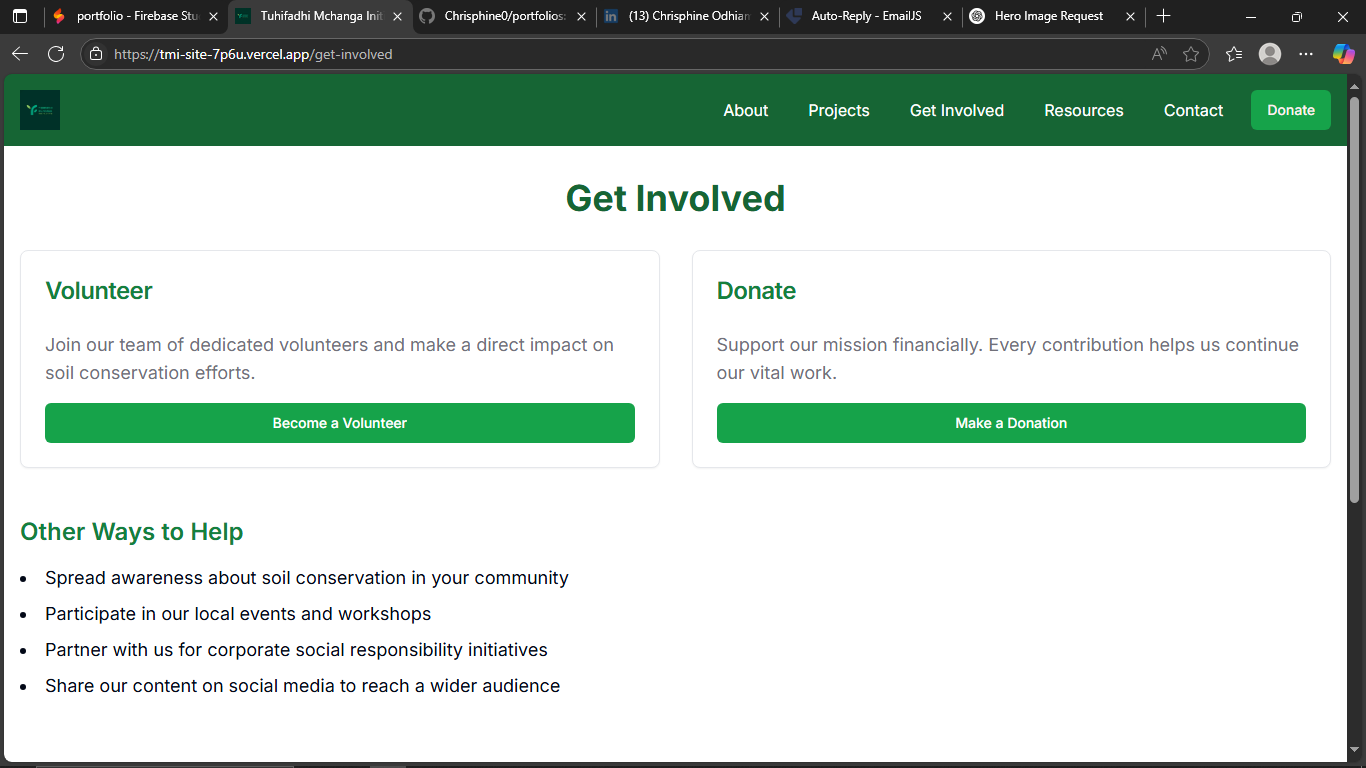 portfolio - Firebase Stu
Tuhifadhi Mchanga Init
Chrisphine0/portfolios
(13) Chrisphine Odhiam
Auto-Reply - EmailJS
Hero Image Request
https://tmi-site-7p6u.vercel.app/get-involved
About
Projects
Get Involved
Resources
Contact
Donate
Get Involved
Volunteer
Join our team of dedicated volunteers and make a direct impact on
soil conservation efforts.
Become a Volunteer
Donate
Support our mission financially. Every contribution helps us continue
our vital work.
Make a Donation
Other Ways to Help
• Spread awareness about soil conservation in your community
• Participate in our local events and workshops
• Partner with us for corporate social responsibility initiatives
• Share our content on social media to reach a wider audience